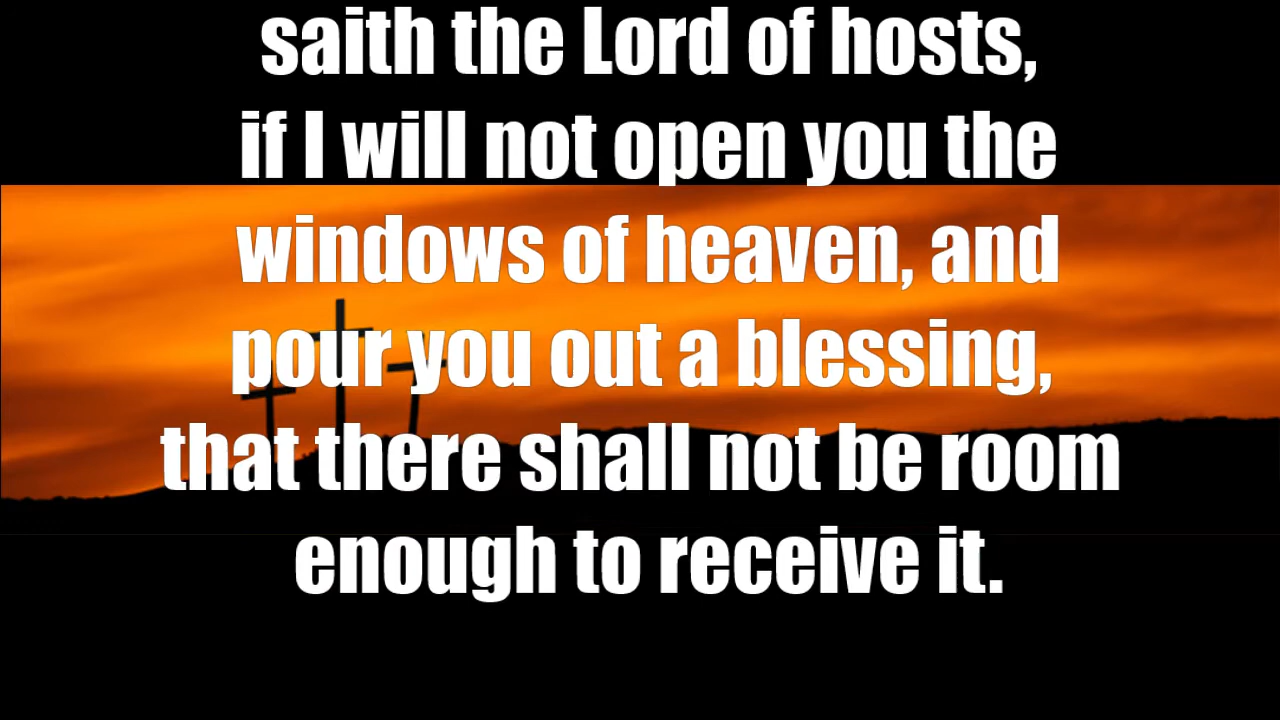 saith the Lord of hosts,
if I will not open you the
windows of heaven, and
pour you out a blessing,
that there shall not be room
enough to receive it.